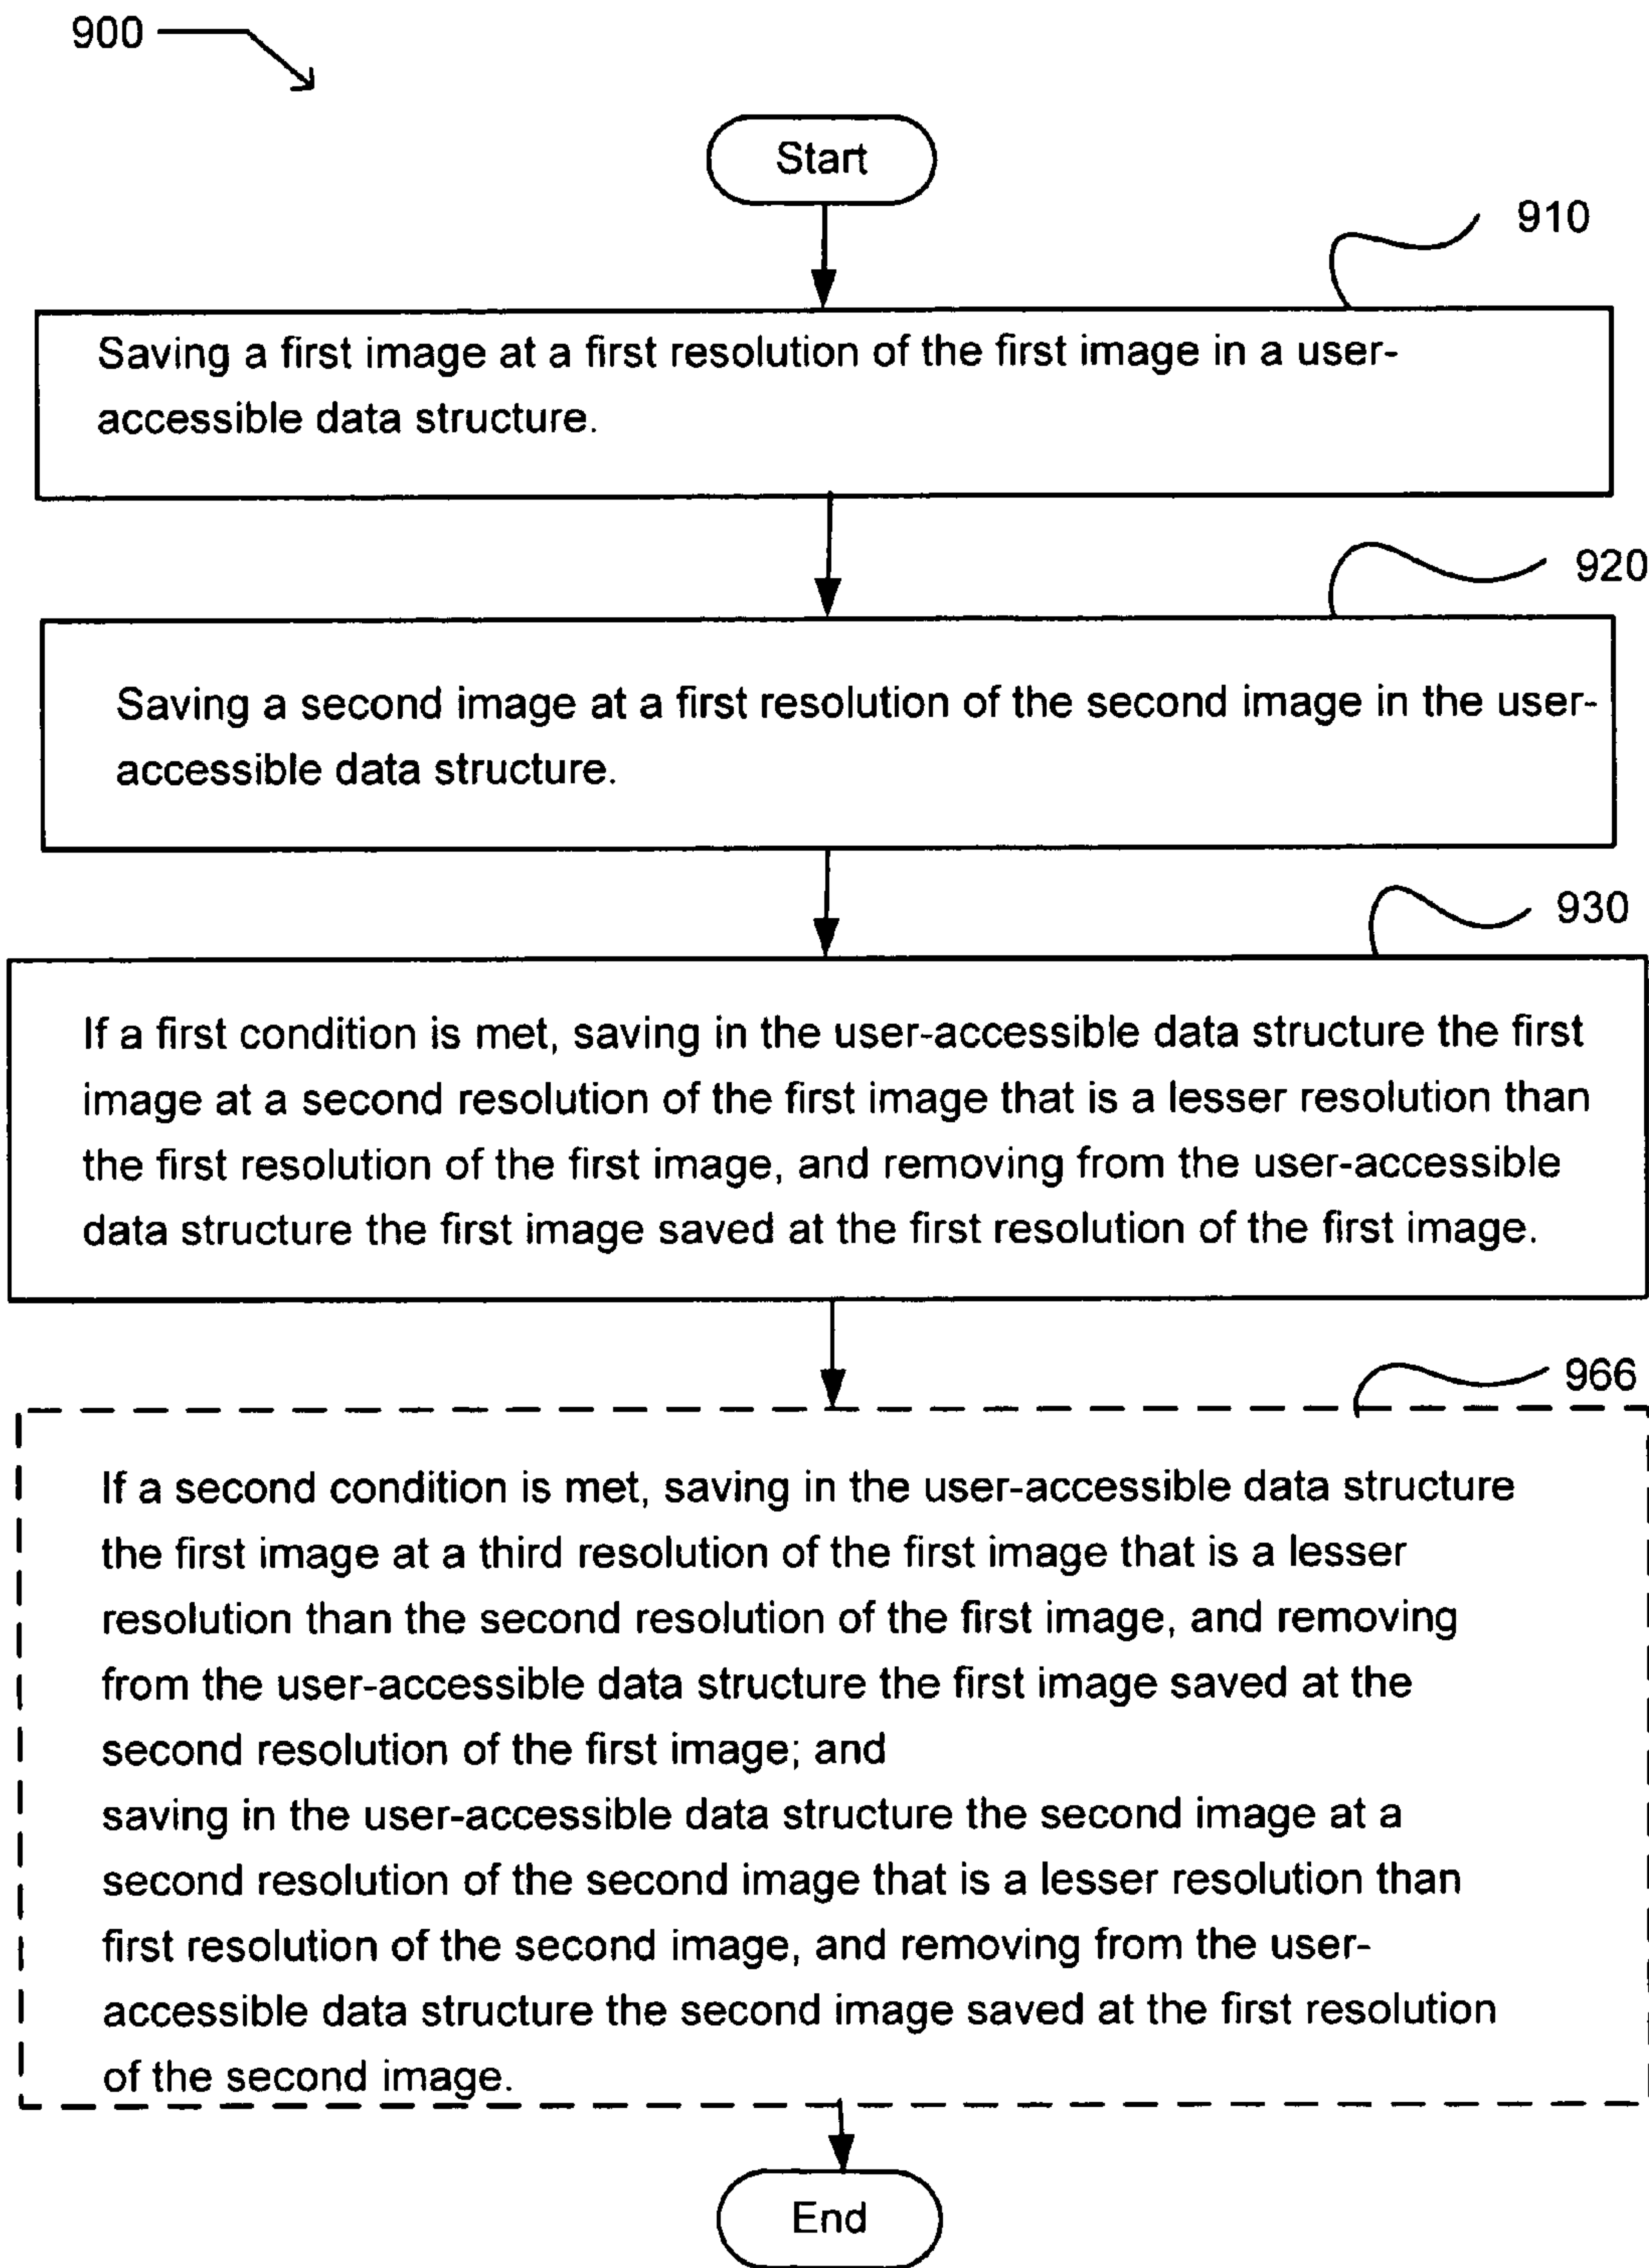 900
Start
910
Saving a first image at a first resolution of the first image in a user-
accessible data structure.
920
Saving a second image at a first resolution of the second image in the user-
accessible data structure.
930
If a first condition is met, saving in the user-accessible data structure the first
image at a second resolution of the first image that is a lesser resolution than
the first resolution of the first image, and removing from the user-accessible
data structure the first image saved at the first resolution of the first image.
966
If a second condition is met, saving in the user-accessible data structure
the first image at a third resolution of the first image that is a lesser
resolution than the second resolution of the first image, and removing
from the user-accessible data structure the first image saved at the
second resolution of the first image; and
saving in the user-accessible data structure the second image at a
second resolution of the second image that is a lesser resolution than
first resolution of the second image, and removing from the user-
accessible data structure the second image saved at the first resolution
of the second image.
End